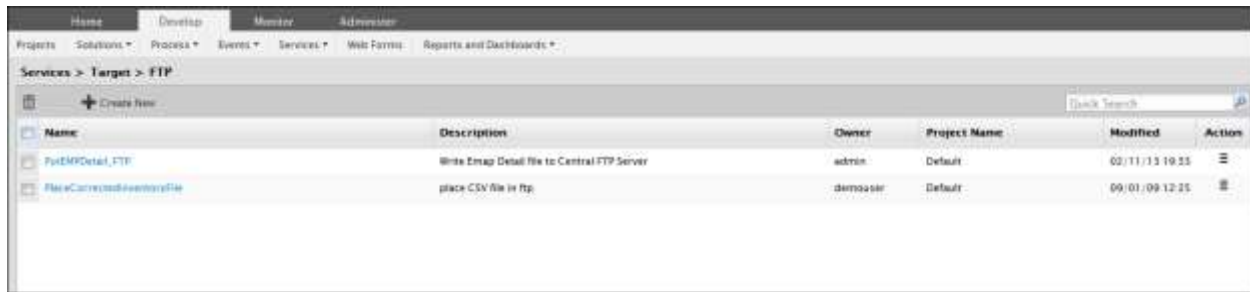 Home Develop Monitor Administer
Projects Solutions Process Events Services Web Forms Reports and Dashboards
Services > Target > FTP
Create New Quick Search
Name Description Owner Project Name Modified Action
PutEMPDetail_FTP Write Emap Detail file to Central FTP Server admin Default 02/11/13 19:55
PlaceCorrectedInventoryFile place CSV file in ftp demouser Default 09/01/09 12:25